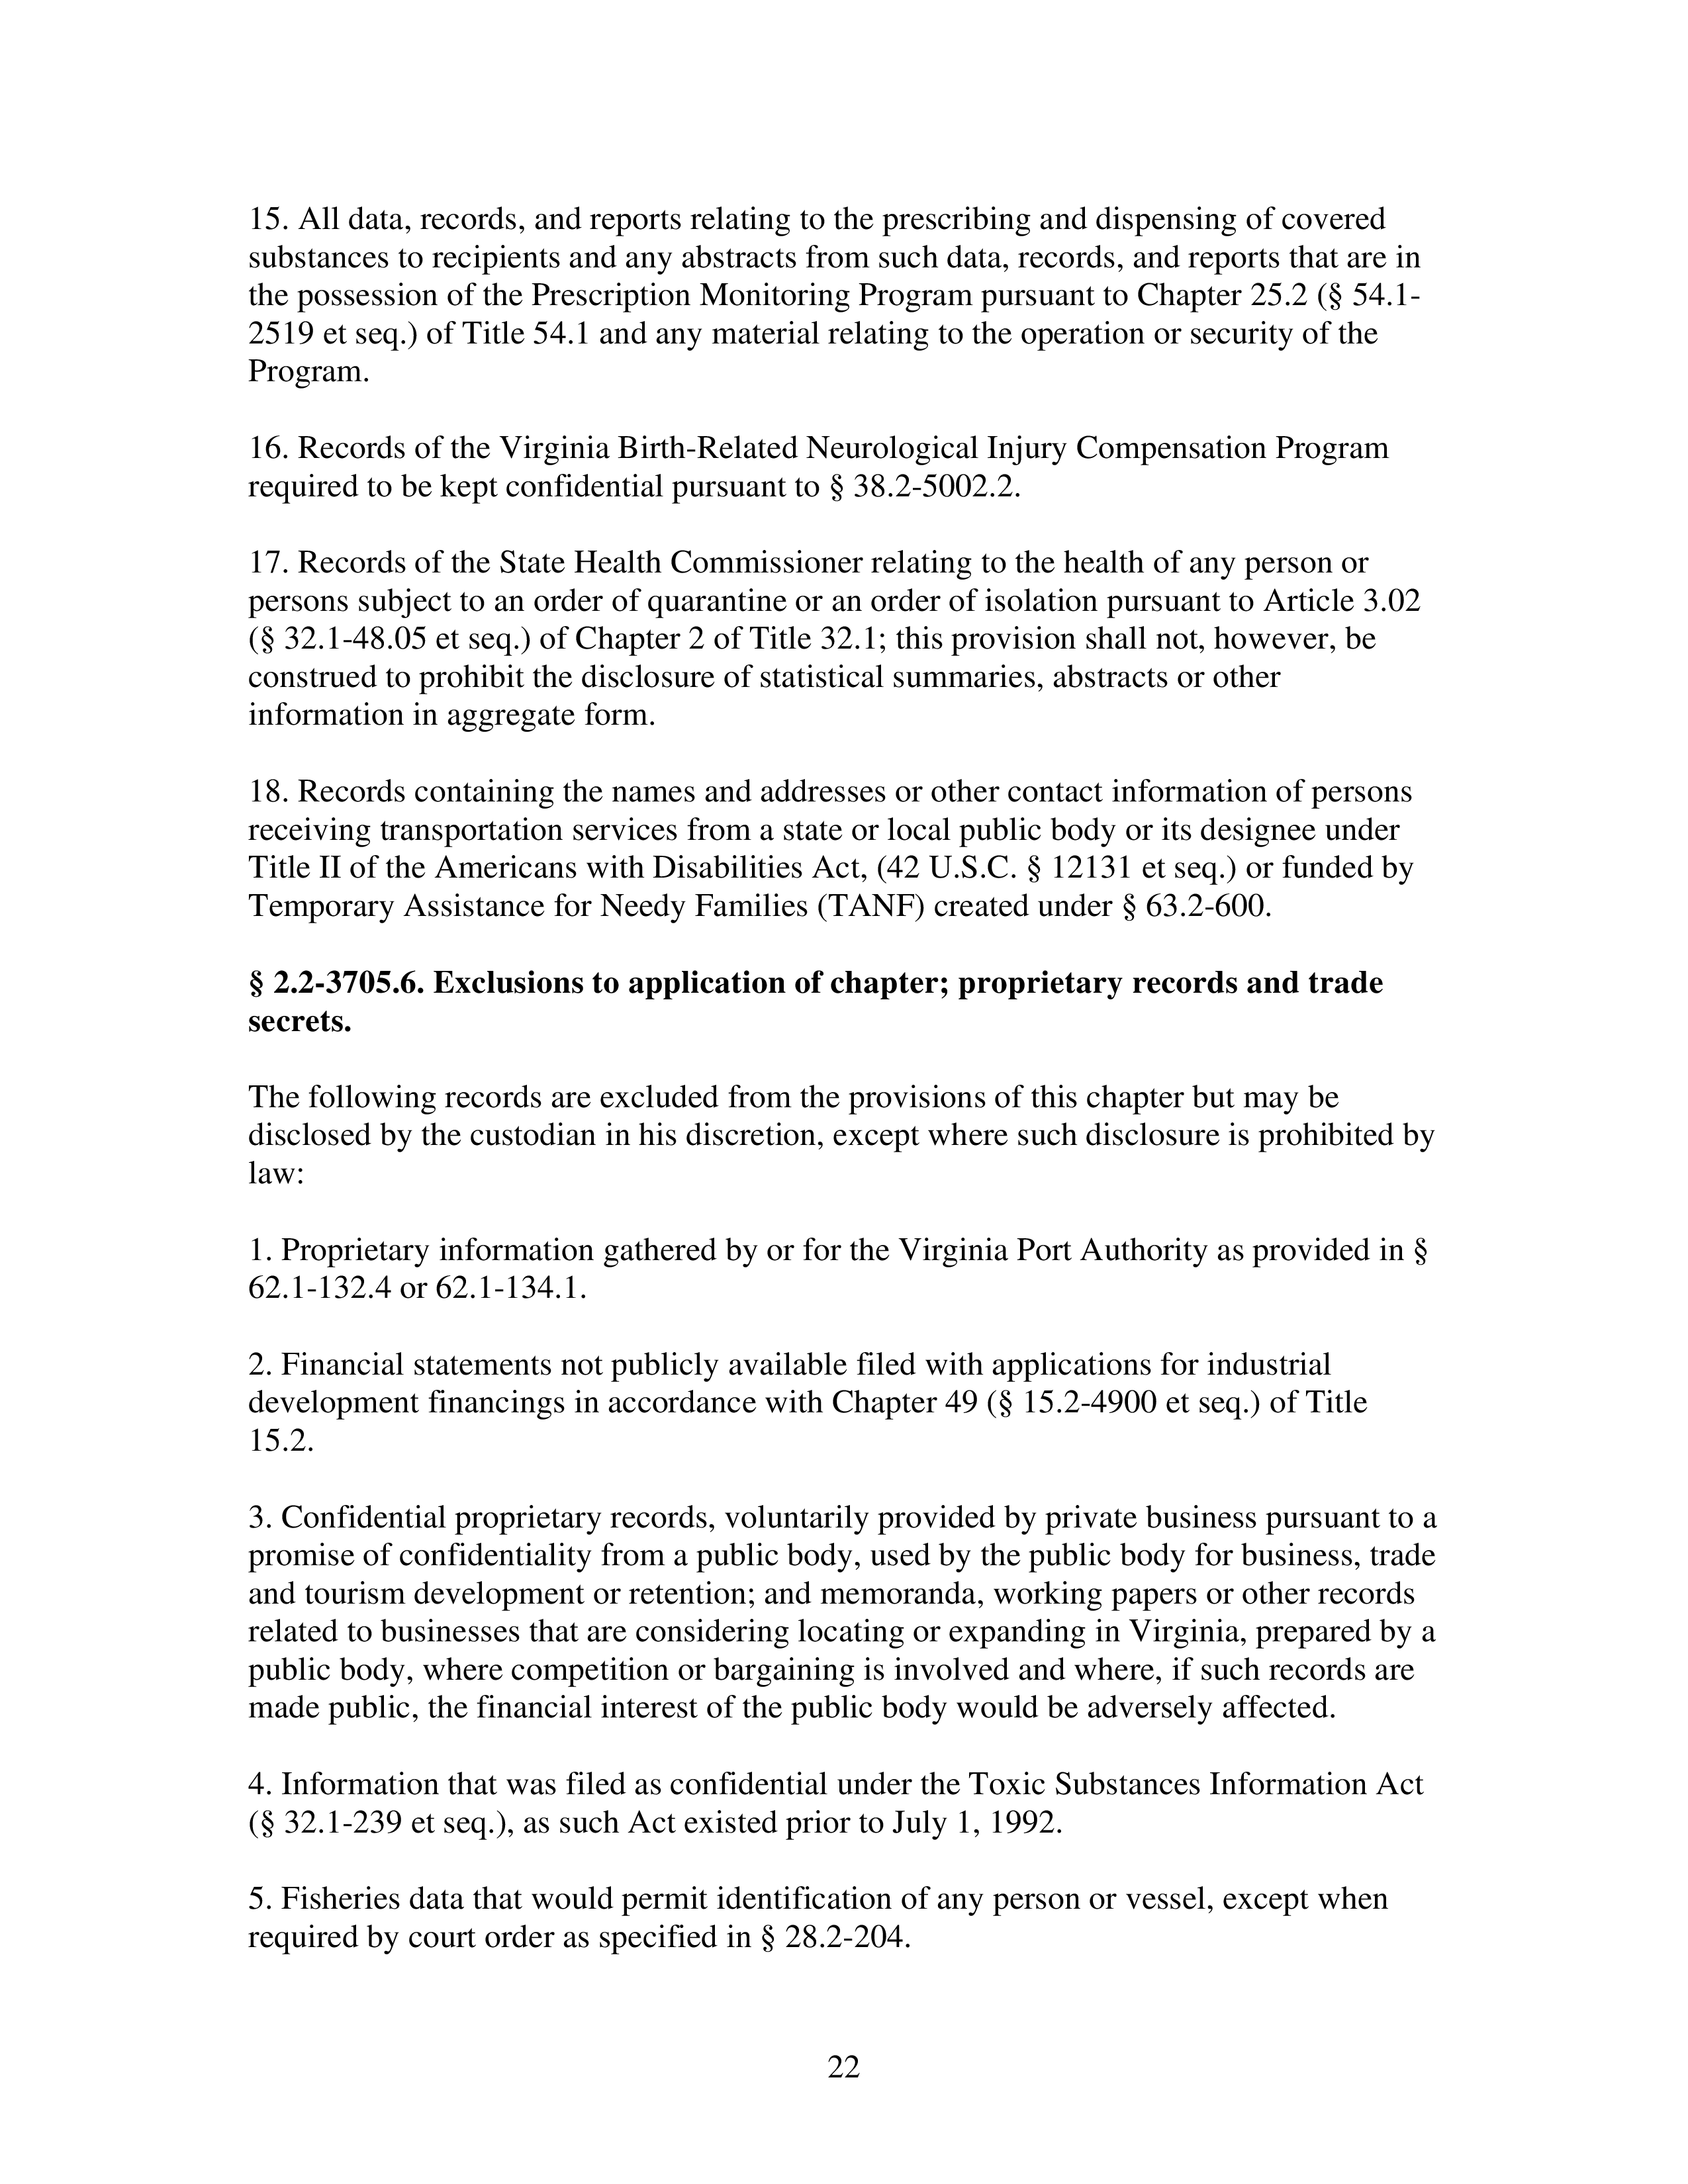 15. All data, records, and reports relating to the prescribing and dispensing of covered
substances to recipients and any abstracts from such data, records, and reports that are in
the possession of the Prescription Monitoring Program pursuant to Chapter 25.2 (§ 54.1-
2519 et seq.) of Title 54.1 and any material relating to the operation or security of the
Program.
16. Records of the Virginia Birth-Related Neurological Injury Compensation Program
required to be kept confidential pursuant to § 38.2-5002.2.
17. Records of the State Health Commissioner relating to the health of any person or
persons subject to an order of quarantine or an order of isolation pursuant to Article 3.02
(§ 32.1-48.05 et seq.) of Chapter 2 of Title 32.1; this provision shall not, however, be
construed to prohibit the disclosure of statistical summaries, abstracts or other
information in aggregate form.
18. Records containing the names and addresses or other contact information of persons
receiving transportation services from a state or local public body or its designee under
Title II of the Americans with Disabilities Act, (42 U.S.C. § 12131 et seq.) or funded by
Temporary Assistance for Needy Families (TANF) created under § 63.2-600.
§ 2.2-3705.6. Exclusions to application of chapter; proprietary records and trade
secrets.
The following records are excluded from the provisions of this chapter but may be
disclosed by the custodian in his discretion, except where such disclosure is prohibited by
law:
1. Proprietary information gathered by or for the Virginia Port Authority as provided in §
62.1-132.4 or 62.1-134.1.
2. Financial statements not publicly available filed with applications for industrial
development financings in accordance with Chapter 49 (§ 15.2-4900 et seq.) of Title
15.2.
3. Confidential proprietary records, voluntarily provided by private business pursuant to a
promise of confidentiality from a public body, used by the public body for business, trade
and tourism development or retention; and memoranda, working papers or other records
related to businesses that are considering locating or expanding in Virginia, prepared by a
public body, where competition or bargaining is involved and where, if such records are
made public, the financial interest of the public body would be adversely affected.
4. Information that was filed as confidential under the Toxic Substances Information Act
(§ 32.1-239 et seq.), as such Act existed prior to July 1, 1992.
5. Fisheries data that would permit identification of any person or vessel, except when
required by court order as specified in § 28.2-204.
22